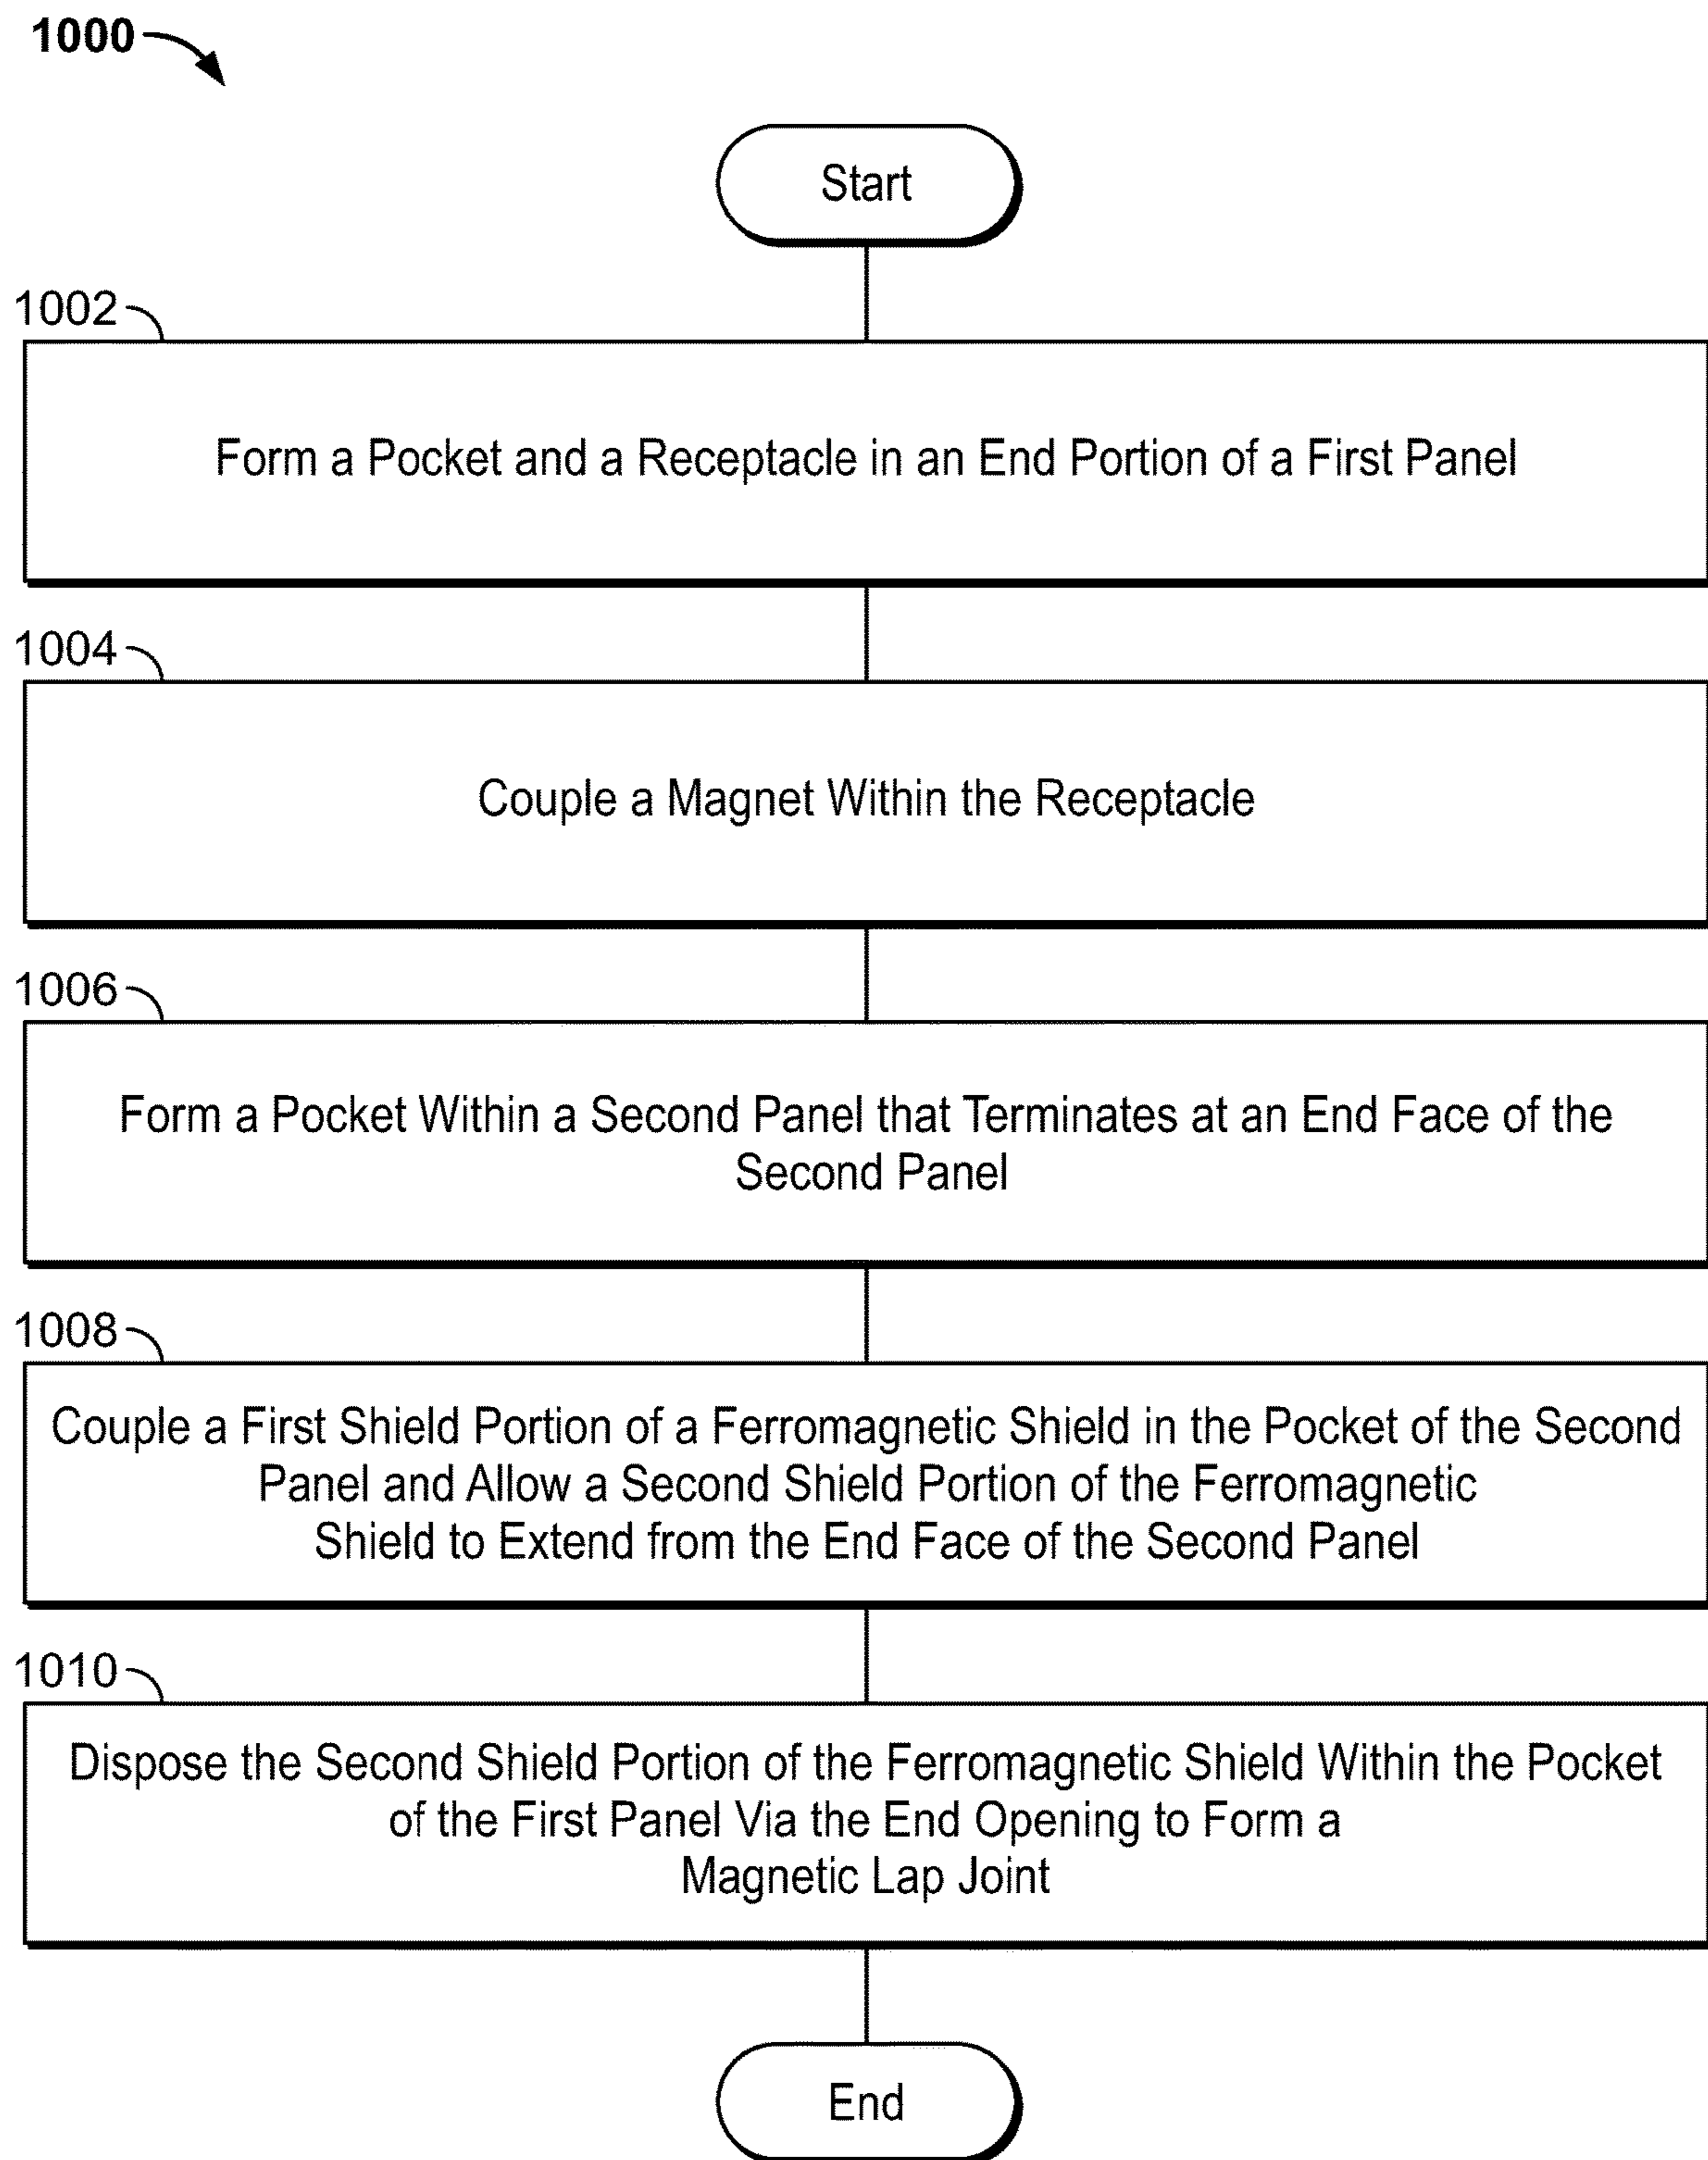 1000
Start
1002
Form a Pocket and a Receptacle in an End Portion of a First Panel
1004
Couple a Magnet Within the Receptacle
1006
Form a Pocket Within a Second Panel that Terminates at an End Face of the
Second Panel
1008
Couple a First Shield Portion of a Ferromagnetic Shield in the Pocket of the Second
Panel and Allow a Second Shield Portion of the Ferromagnetic
Shield to Extend from the End Face of the Second Panel
1010
Dispose the Second Shield Portion of the Ferromagnetic Shield Within the Pocket
of the First Panel Via the End Opening to Form a
Magnetic Lap Joint
End